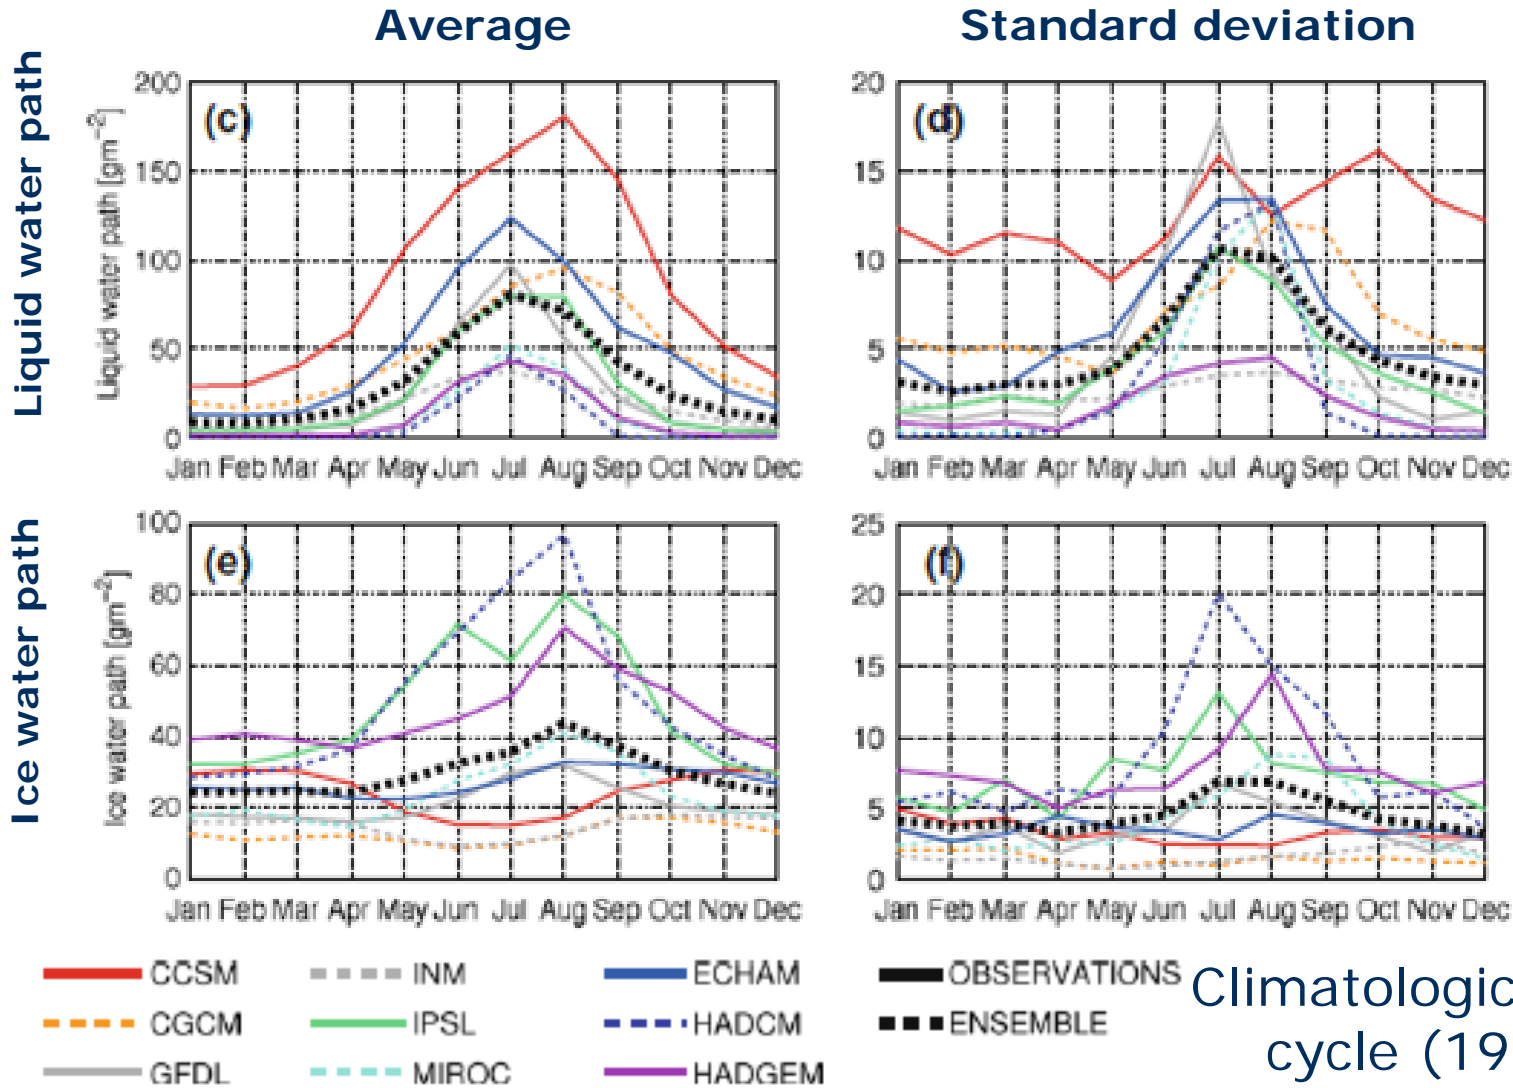 Average
Standard deviation
Liquid water path
Liquid water path [gm⁻²]
200
150
100
50
0
(c)
Jan Feb Mar Apr May Jun Jul Aug Sep Oct Nov Dec
20
15
10
5
0
(d)
Jan Feb Mar Apr May Jun Jul Aug Sep Oct Nov Dec
Ice water path
Ice water path [gm⁻²]
100
80
60
40
20
0
(e)
Jan Feb Mar Apr May Jun Jul Aug Sep Oct Nov Dec
25
20
15
10
5
0
(f)
Jan Feb Mar Apr May Jun Jul Aug Sep Oct Nov Dec
CCSM INM ECHAM OBSERVATIONS
CGCM IPSL HADCM ENSEMBLE
GFDL MIROC HADGEM
Climatologic
cycle (19